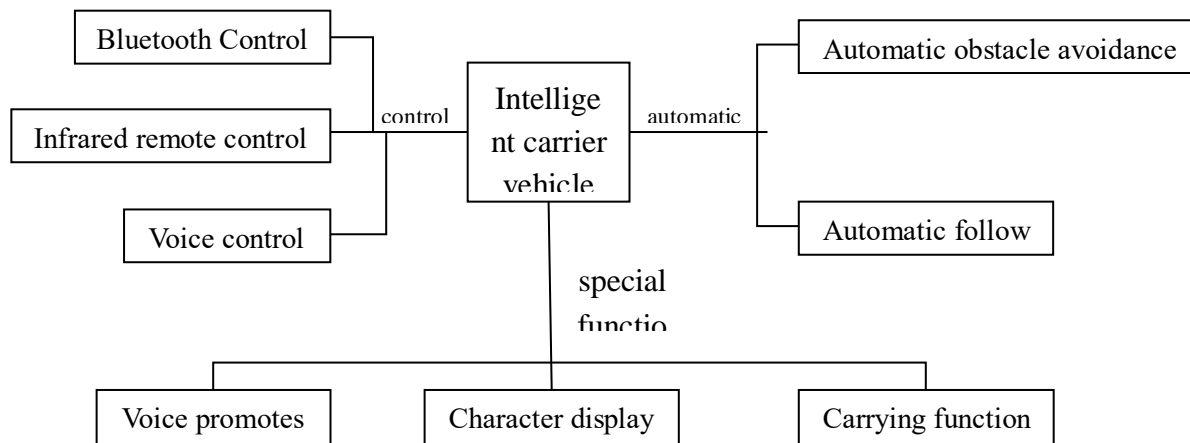 Bluetooth Control
Infrared remote control
Voice control
control
Intellige
nt carrier
vehicle
automatic
Automatic obstacle avoidance
Automatic follow
special
functio
Voice promotes
Character display
Carrying function